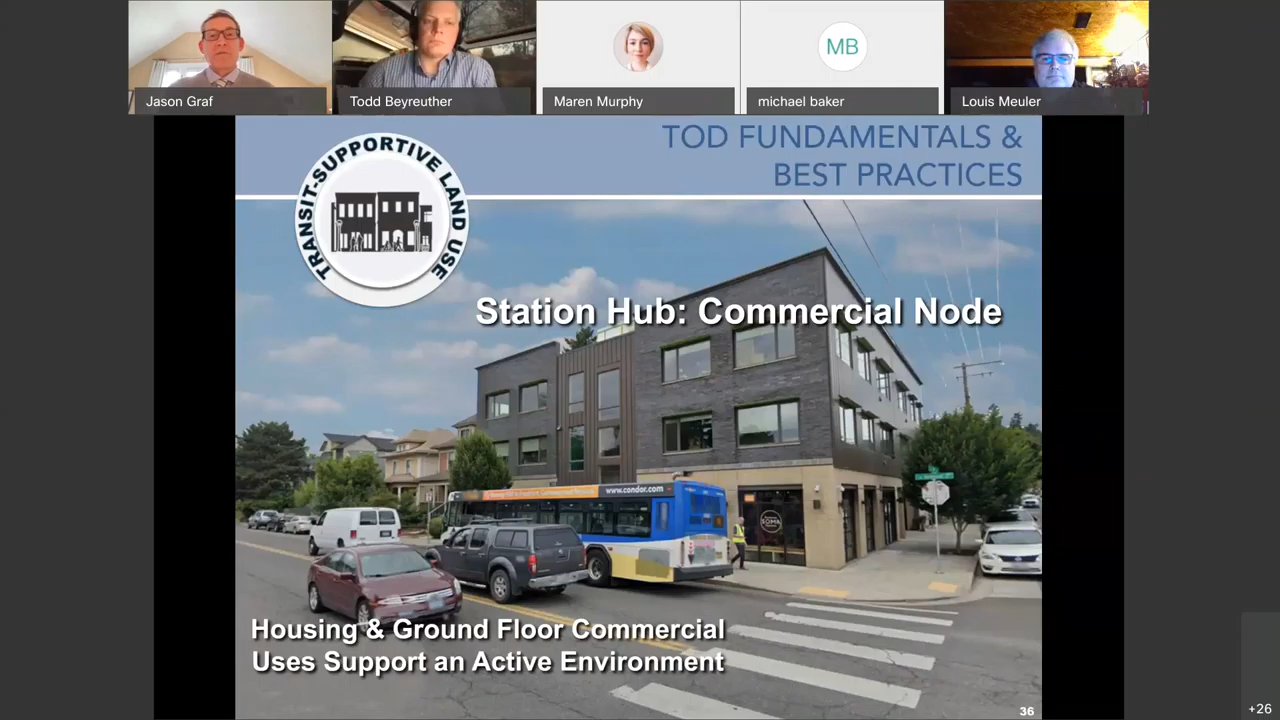 Jason Graf
Todd Beyreuther
Maren Murphy
MB
michael baker
Louis Meuler
TOD FUNDAMENTALS &
BEST PRACTICES
TRANSIT-SUPPORTIVE LAND USE
Station Hub: Commercial Node
www.condor.com
SOMA
Housing & Ground Floor Commercial
Uses Support an Active Environment
36
+26